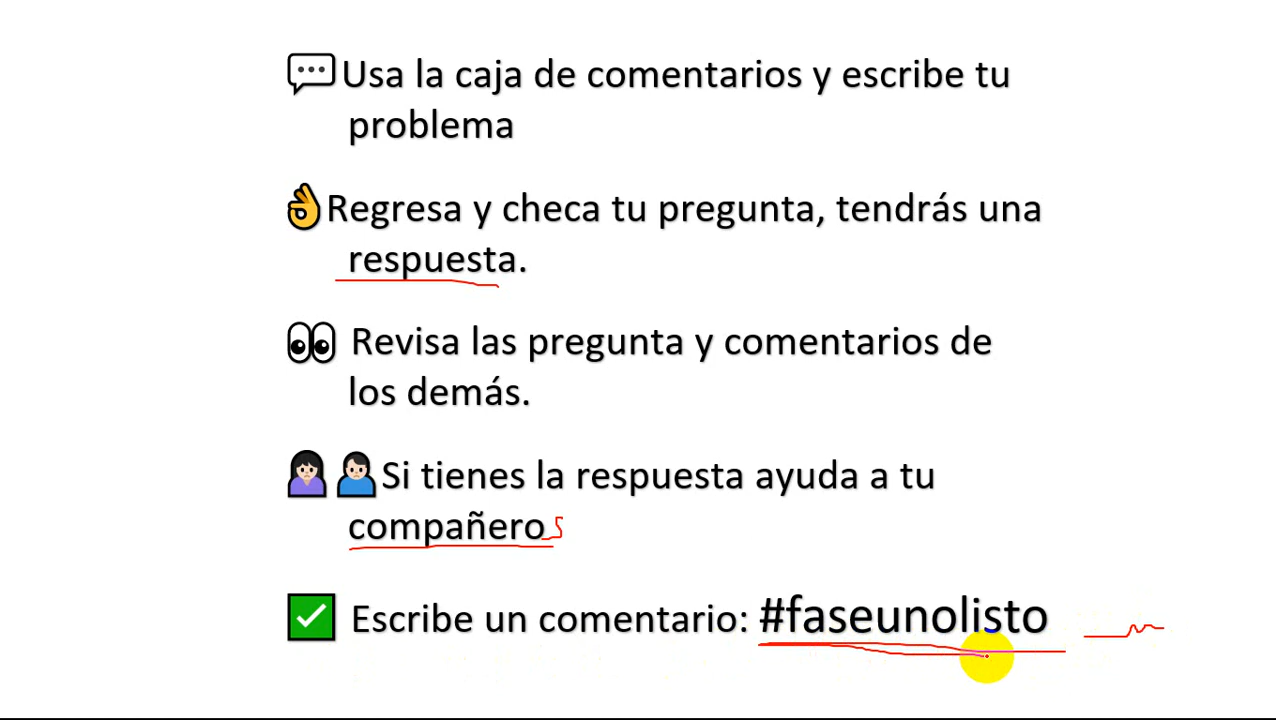 Usa la caja de comentarios y escribe tu
problema
Regresa y checa tu pregunta, tendrás una
respuesta.
Revisa las pregunta y comentarios de
los demás.
Si tienes la respuesta ayuda a tu
compañeros
Escribe un comentario: #faseunolisto